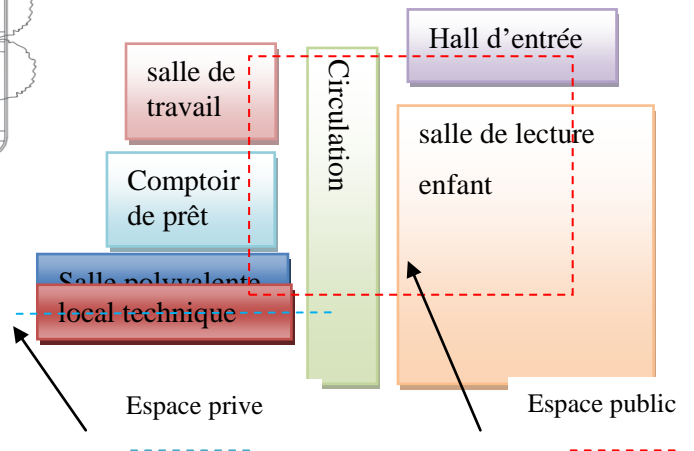 Hall d'entrée
salle de
travail
Circulation
salle de lecture
enfant
Comptoir
de prêt
Salle polyvalente
local technique
Espace prive
Espace public